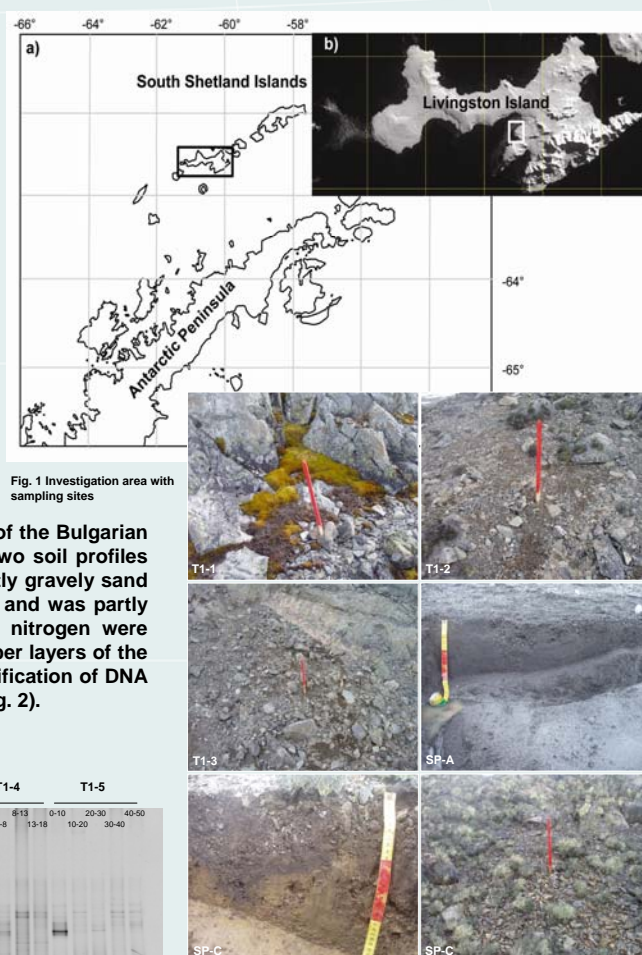 -66°
-64°
-62°
-60°
-58°
a)
South Shetland Islands
b)
Livingston Island
Antarctic Peninsula
-64°
-65°
Fig. 1 Investigation area with
sampling sites
of the Bulgarian
wo soil profiles
tly gravely sand
and was partly
nitrogen were
per layers of the
ification of DNA
g. 2).
T1-1
T1-2
T1-3
SP-A
SP-C
SP-C
T1-4
T1-5
8-13
0-10
20-30
40-50
-8
13-18
10-20
30-40